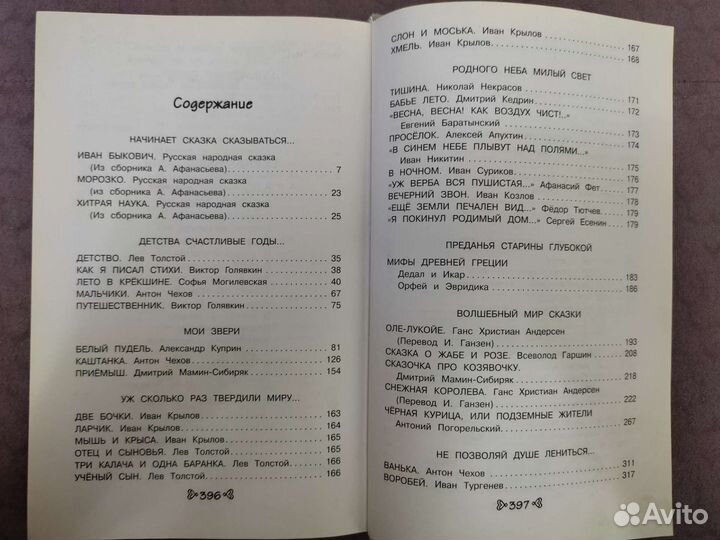 Содержание
НАЧИНАЕТ СКАЗКА СКАЗЫВАТЬСЯ...
ИВАН БЫКОВИЧ. Русская народная сказка
(Из сборника А. Афанасьева) 7
МОРОЗКО. Русская народная сказка
(Из сборника А. Афанасьева) 23
ХИТРАЯ НАУКА. Русская народная сказка
(Из сборника А. Афанасьева) 25
ДЕТСТВА СЧАСТЛИВЫЕ ГОДЫ...
ДЕТСТВО. Лев Толстой 35
КАК Я ПИСАЛ СТИХИ. Виктор Голявкин 38
ЛЕТО В КРЁКШИНЕ. Софья Могилевская 40
МАЛЬЧИКИ. Антон Чехов 67
ПУТЕШЕСТВЕННИК. Виктор Голявкин 75
МОИ ЗВЕРИ
БЕЛЫЙ ПУДЕЛЬ. Александр Куприн 81
КАШТАНКА. Антон Чехов 126
ПРИЁМЫШ. Дмитрий Мамин-Сибиряк 154
УЖ СКОЛЬКО РАЗ ТВЕРДИЛИ МИРУ...
ДВЕ БОЧКИ. Иван Крылов 163
ЛАРЧИК. Иван Крылов 164
МЫШЬ И КРЫСА. Иван Крылов 165
ОТЕЦ И СЫНОВЬЯ. Лев Толстой 165
ТРИ КАЛАЧА И ОДНА БАРАНКА. Лев Толстой 166
УЧЁНЫЙ СЫН. Лев Толстой 166
396
СЛОН И МОСЬКА. Иван Крылов 167
ХМЕЛЬ. Иван Крылов 168
РОДНОГО НЕБА МИЛЫЙ СВЕТ
ТИШИНА. Николай Некрасов 171
БАБЬЕ ЛЕТО. Дмитрий Кедрин 172
«ВЕСНА, ВЕСНА! КАК ВОЗДУХ ЧИСТ!..»
Евгений Баратынский 173
ПРОСЁЛОК. Алексей Апухтин 174
«В СИНЕМ НЕБЕ ПЛЫВУТ НАД ПОЛЯМИ...»
Иван Никитин 175
В НОЧНОМ. Иван Суриков 176
«УЖ ВЕРБА ВСЯ ПУШИСТАЯ...» Афанасий Фет 177
ВЕЧЕРНИЙ ЗВОН. Иван Козлов 178
«ЕЩЁ ЗЕМЛИ ПЕЧАЛЕН ВИД...» Фёдор Тютчев 179
«Я ПОКИНУЛ РОДИМЫЙ ДОМ...» Сергей Есенин 179
ПРЕДАНЬЯ СТАРИНЫ ГЛУБОКОЙ
МИФЫ ДРЕВНЕЙ ГРЕЦИИ
Дедал и Икар 183
Орфей и Эвридика 186
ВОЛШЕБНЫЙ МИР СКАЗКИ
ОЛЕ-ЛУКОЙЕ. Ганс Христиан Андерсен
(Перевод И. Ганзен) 193
СКАЗКА О ЖАБЕ И РОЗЕ. Всеволод Гаршин 208
СКАЗОЧКА ПРО КОЗЯВОЧКУ.
Дмитрий Мамин-Сибиряк 218
СНЕЖНАЯ КОРОЛЕВА. Ганс Христиан Андерсен
(Перевод И. Ганзен) 222
ЧЁРНАЯ КУРИЦА, ИЛИ ПОДЗЕМНЫЕ ЖИТЕЛИ
Антоний Погорельский 267
НЕ ПОЗВОЛЯЙ ДУШЕ ЛЕНИТЬСЯ...
ВАНЬКА. Антон Чехов 311
ВОРОБЕЙ. Иван Тургенев 317
397
Avito